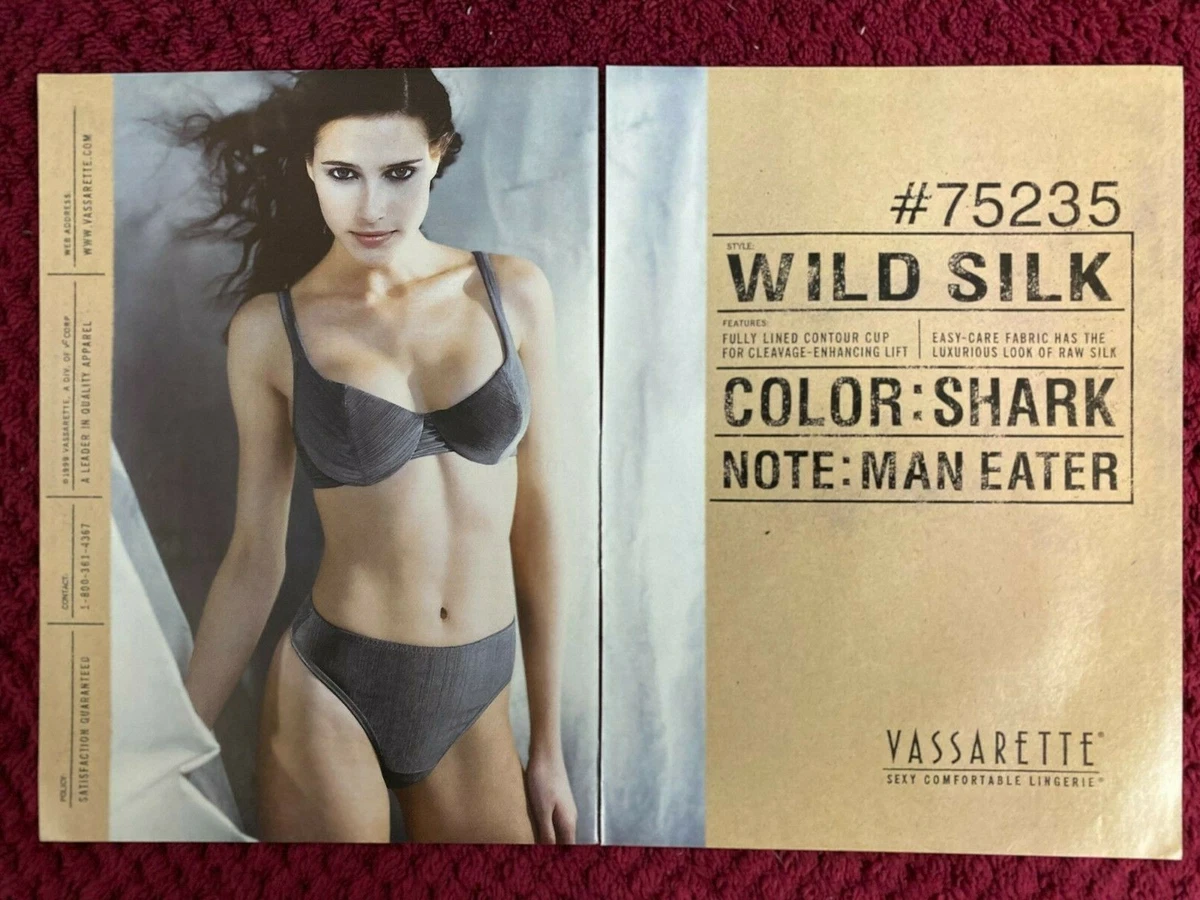 WEB ADDRESS:
WWW.VASSARETTE.COM
©1999 VASSARETTE, A DIV. OF VF CORP
A LEADER IN QUALITY APPAREL
CONTACT:
1-800-361-4367
POLICY:
SATISFACTION GUARANTEED
#75235
STYLE:
WILD SILK
FEATURES:
FULLY LINED CONTOUR CUP
FOR CLEAVAGE-ENHANCING LIFT
EASY-CARE FABRIC HAS THE
LUXURIOUS LOOK OF RAW SILK
COLOR:SHARK
NOTE:MAN EATER
VASSARETTE®
SEXY COMFORTABLE LINGERIE®